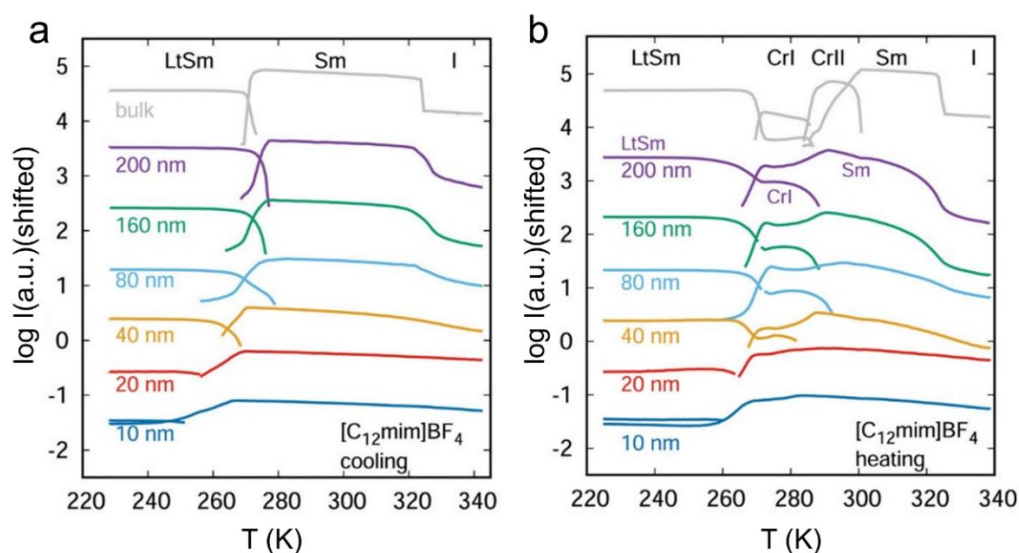 a
LtSm Sm I
5
4
3
2
1
0
-1
-2
log I(a.u.)(shifted)
bulk
200 nm
160 nm
80 nm
40 nm
20 nm
10 nm
[C12mim]BF4
cooling
220 240 260 280 300 320 340
T (K)
b
LtSm CrI CrII Sm I
5
4
3
2
1
0
-1
-2
log I(a.u.)(shifted)
LtSm
200 nm
Sm
CrI
160 nm
80 nm
40 nm
20 nm
10 nm
[C12mim]BF4
heating
220 240 260 280 300 320 340
T (K)